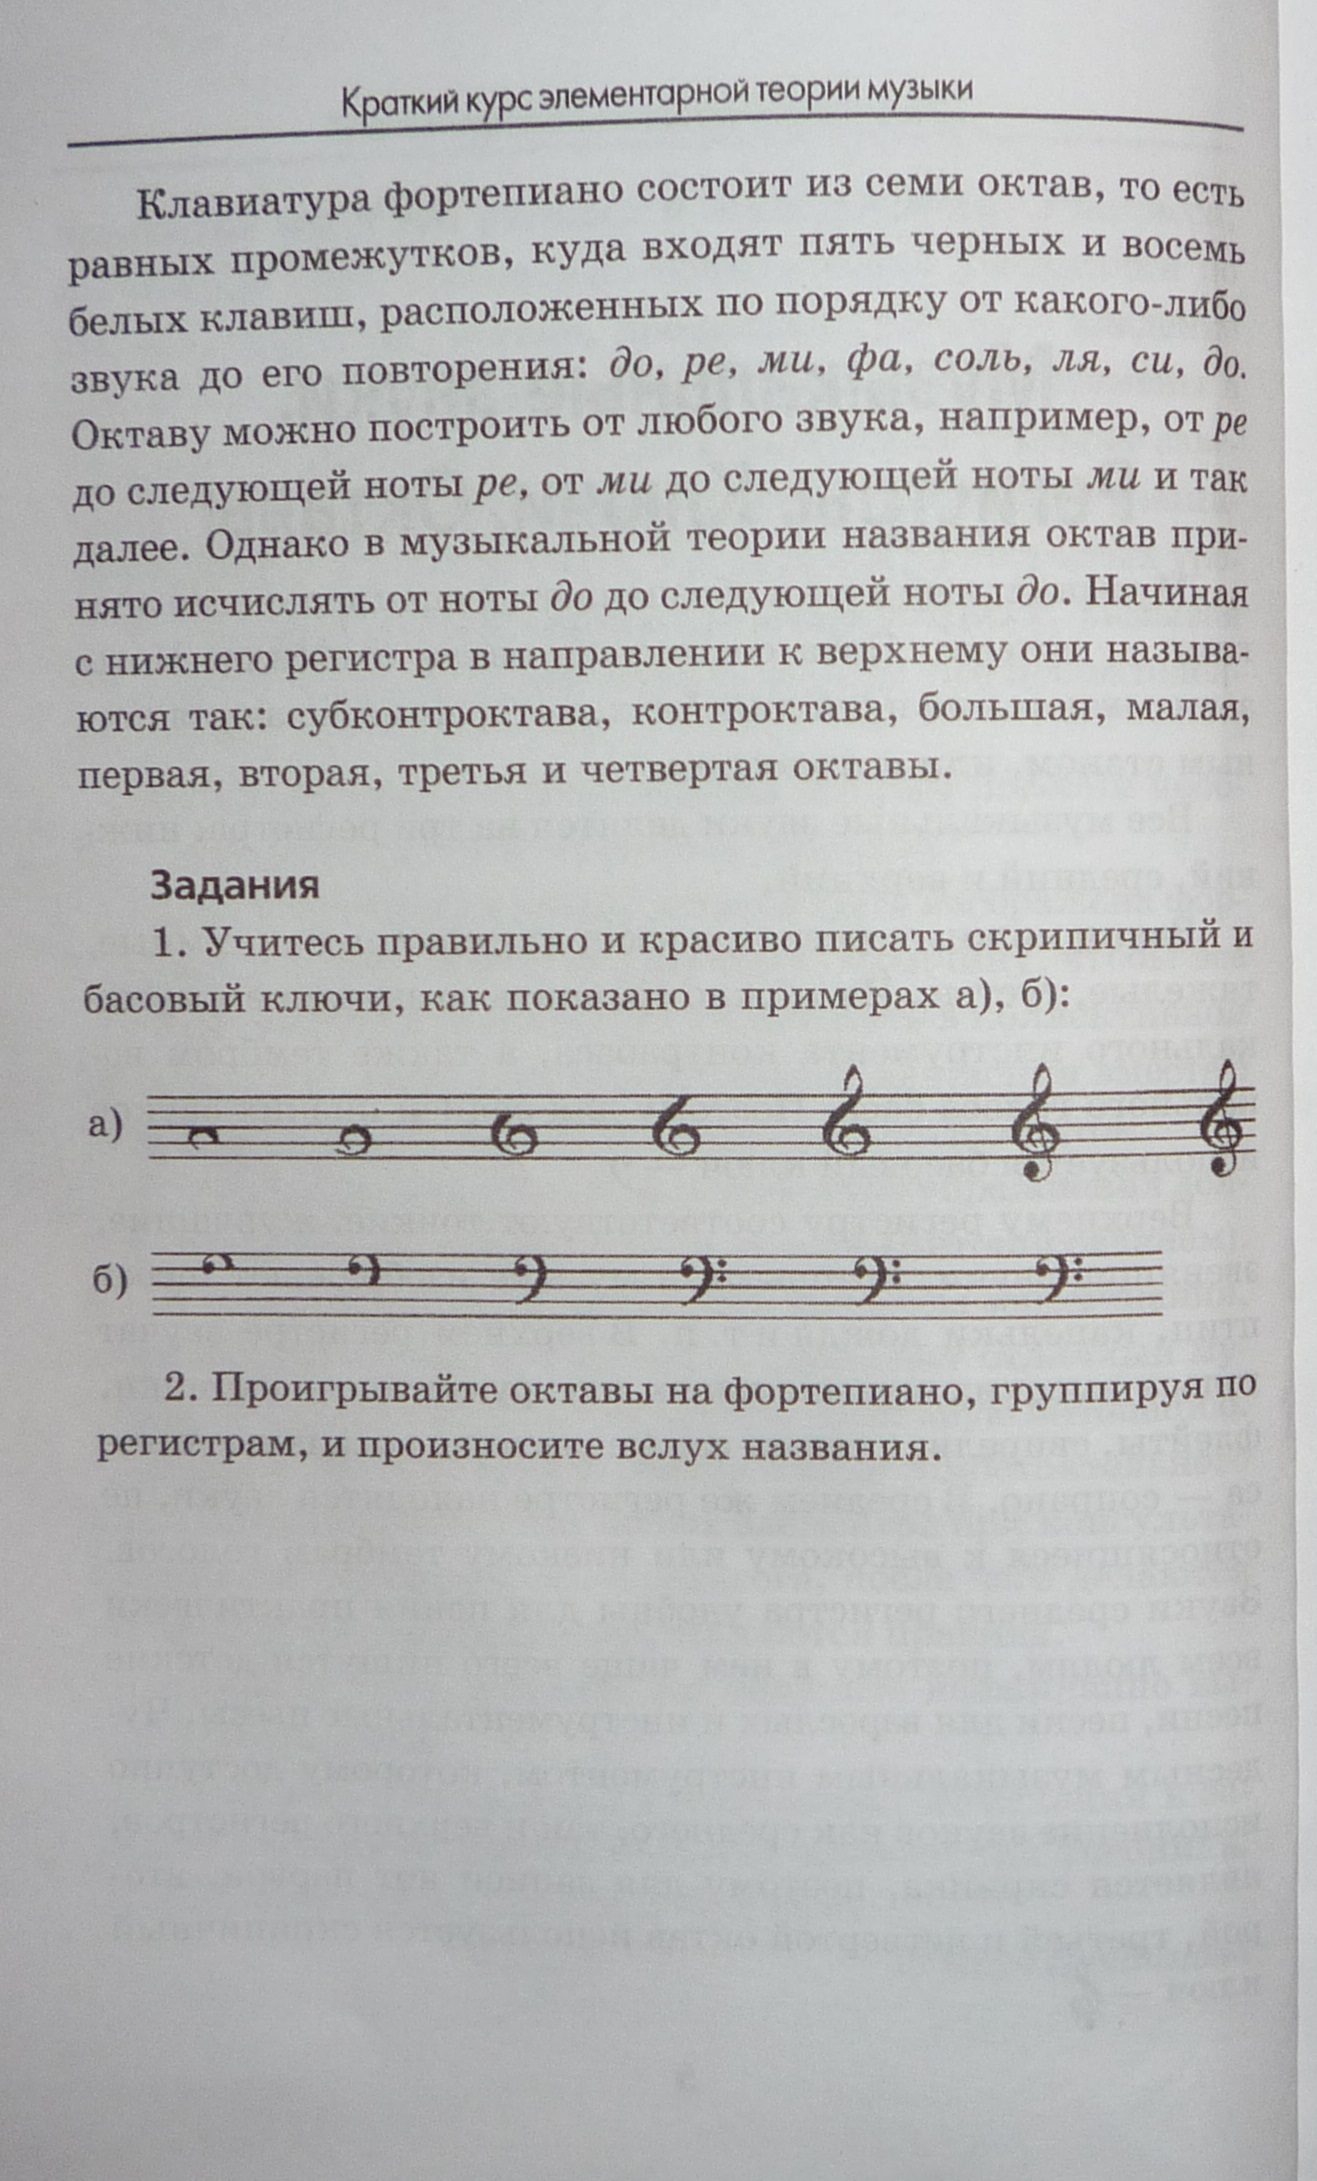 Краткий курс элементарной теории музыки
Клавиатура фортепиано состоит из семи октав, то есть
равных промежутков, куда входят пять черных и восемь
белых клавиш, расположенных по порядку от какого-либо
звука до его повторения: до, ре, ми, фа, соль, ля, си, до.
Октаву можно построить от любого звука, например, от ре
до следующей ноты ре, от ми до следующей ноты ми и так
далее. Однако в музыкальной теории названия октав при-
нято исчислять от ноты до до следующей ноты до. Начиная
с нижнего регистра в направлении к верхнему они называ-
ются так: субконтроктава, контроктава, большая, малая,
первая, вторая, третья и четвертая октавы.
Задания
1. Учитесь правильно и красиво писать скрипичный и
басовый ключи, как показано в примерах а), б):
а)
б)
2. Проигрывайте октавы на фортепиано, группируя по
регистрам, и произносите вслух названия.